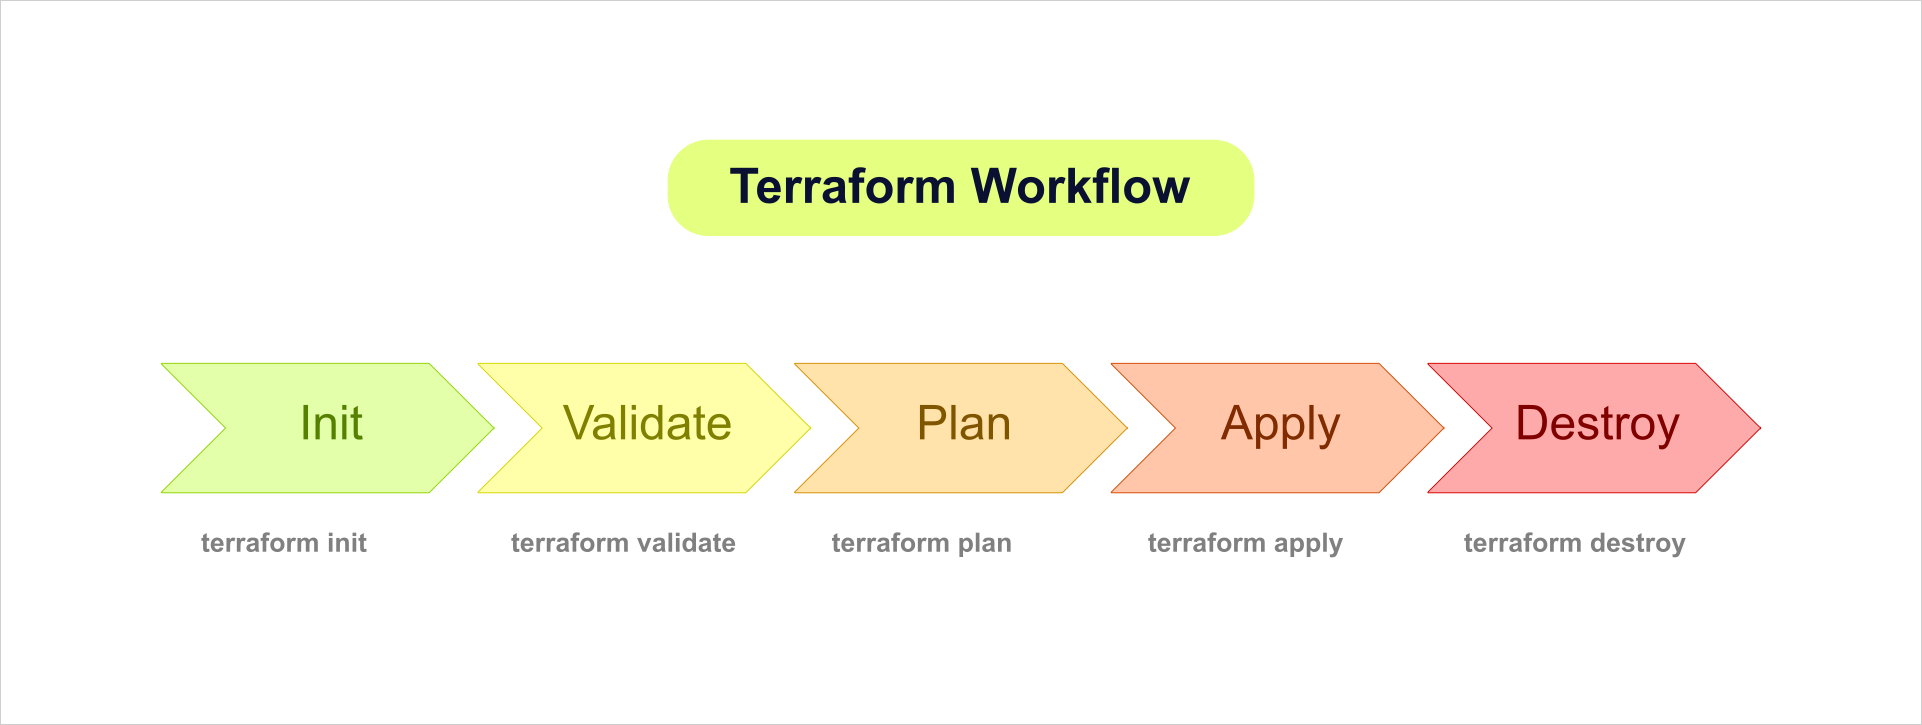 Terraform Workflow
Init
Validate
Plan
Apply
Destroy
terraform init
terraform validate
terraform plan
terraform apply
terraform destroy